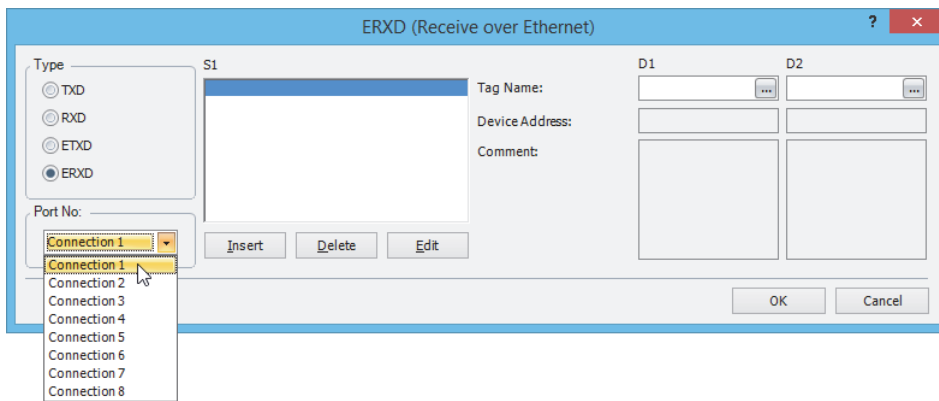 ERXD (Receive over Ethernet)
?
Type
TXD
RXD
ETXD
ERXD
Port No:
Connection 1
Connection 1
Connection 2
Connection 3
Connection 4
Connection 5
Connection 6
Connection 7
Connection 8
S1
Insert Delete Edit
D1 D2
Tag Name: ... ...
Device Address:
Comment:
OK Cancel